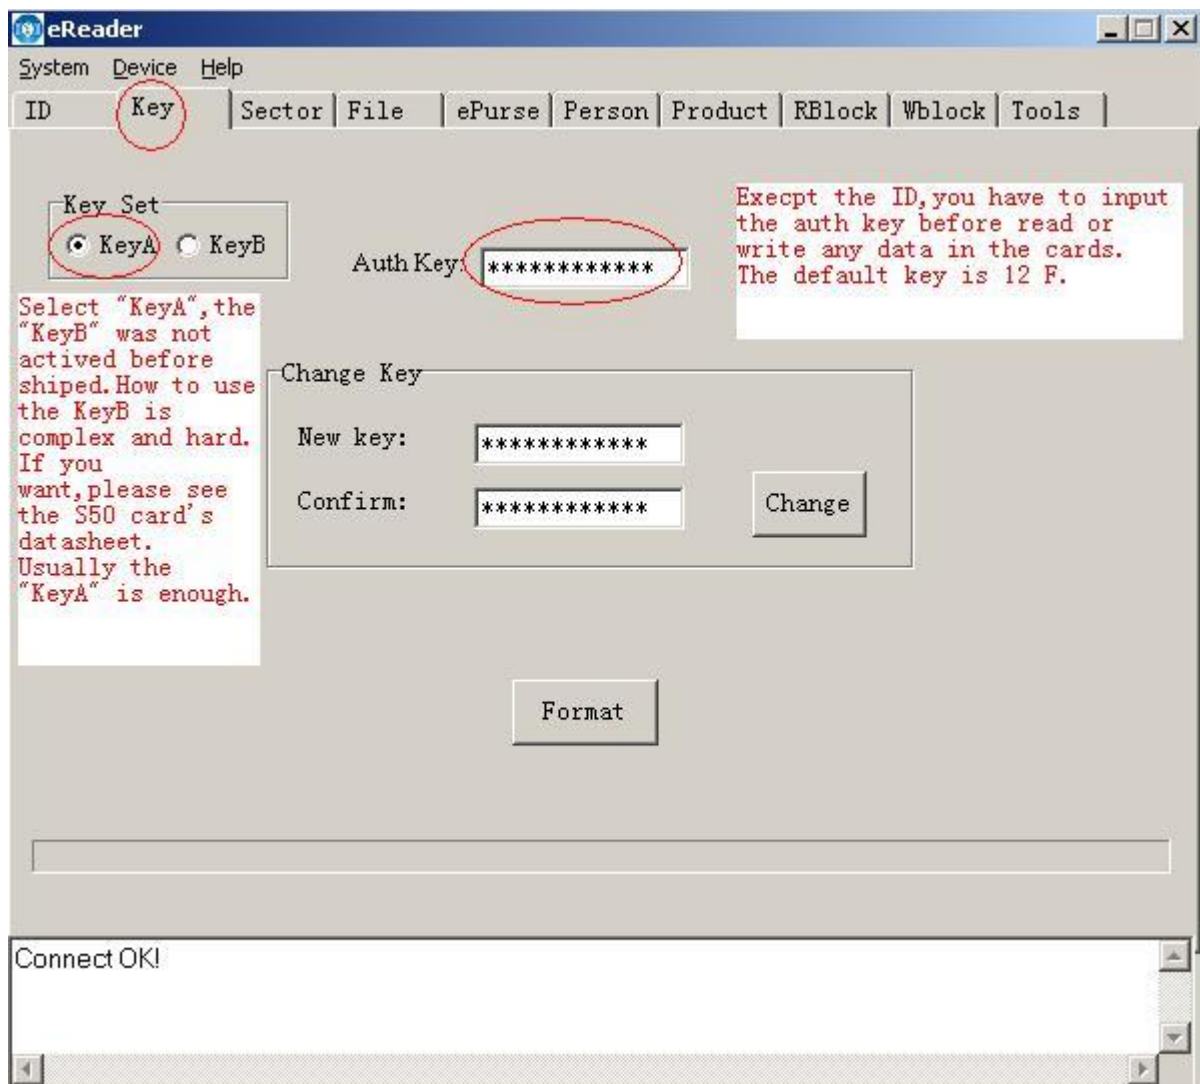 eReader
System Device Help
ID Key Sector File ePurse Person Product RBlock Wblock Tools
Key Set
KeyA KeyB
Auth Key: ************
Execpt the ID,you have to input
the auth key before read or
write any data in the cards.
The default key is 12 F.
Select "KeyA",the
"KeyB" was not
actived before
shiped.How to use
the KeyB is
complex and hard.
If you
want,please see
the S50 card's
datasheet.
Usually the
"KeyA" is enough.
Change Key
New key: ************
Confirm: ************
Change
Format
Connect OK!